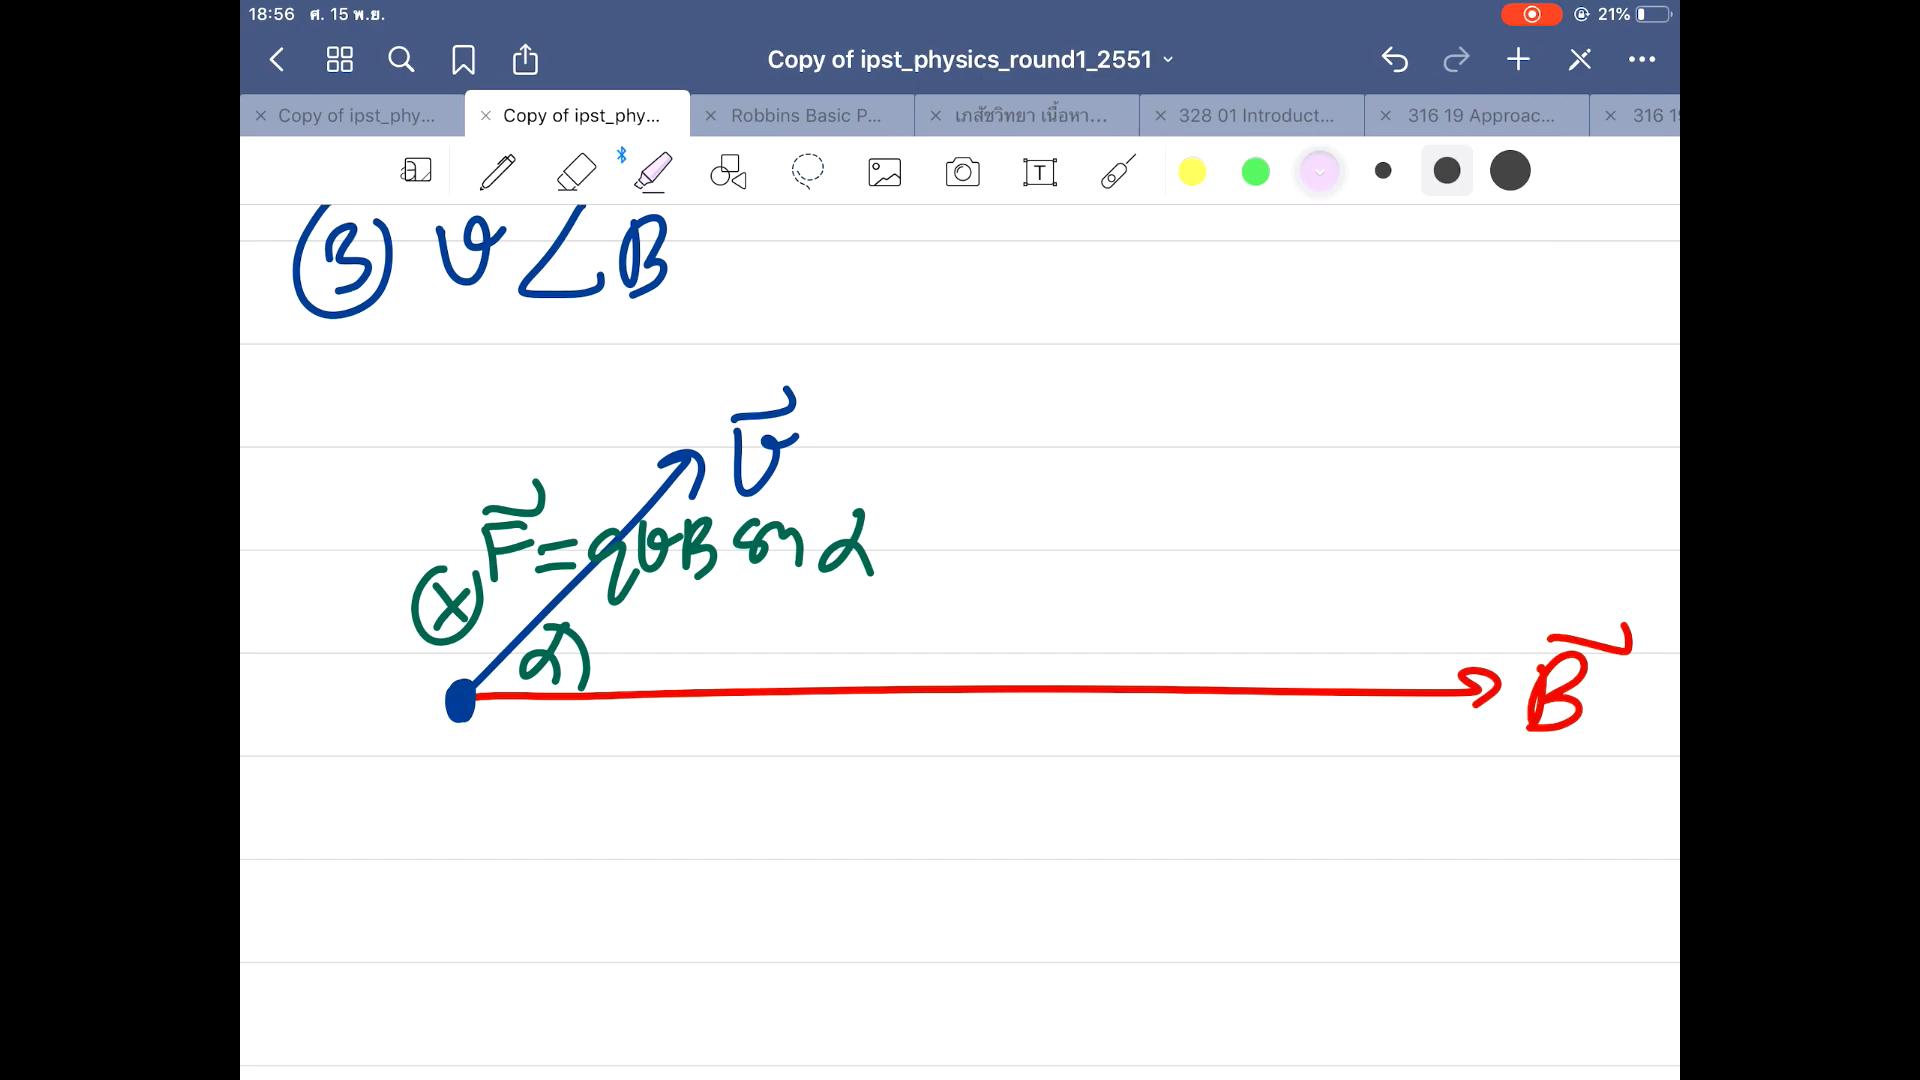 18:56 ศ. 15 พ.ย. 21%
Copy of ipst_physics_round1_2551
Copy of ipst_phy... Copy of ipst_phy... Robbins Basic P... เภสัชวิทยา เนื้อหา... 328 01 Introduct... 316 19 Approac... 316 19
T
(3) v ∠ B
v⃗
F⃗ = qvB sin α
α
B⃗